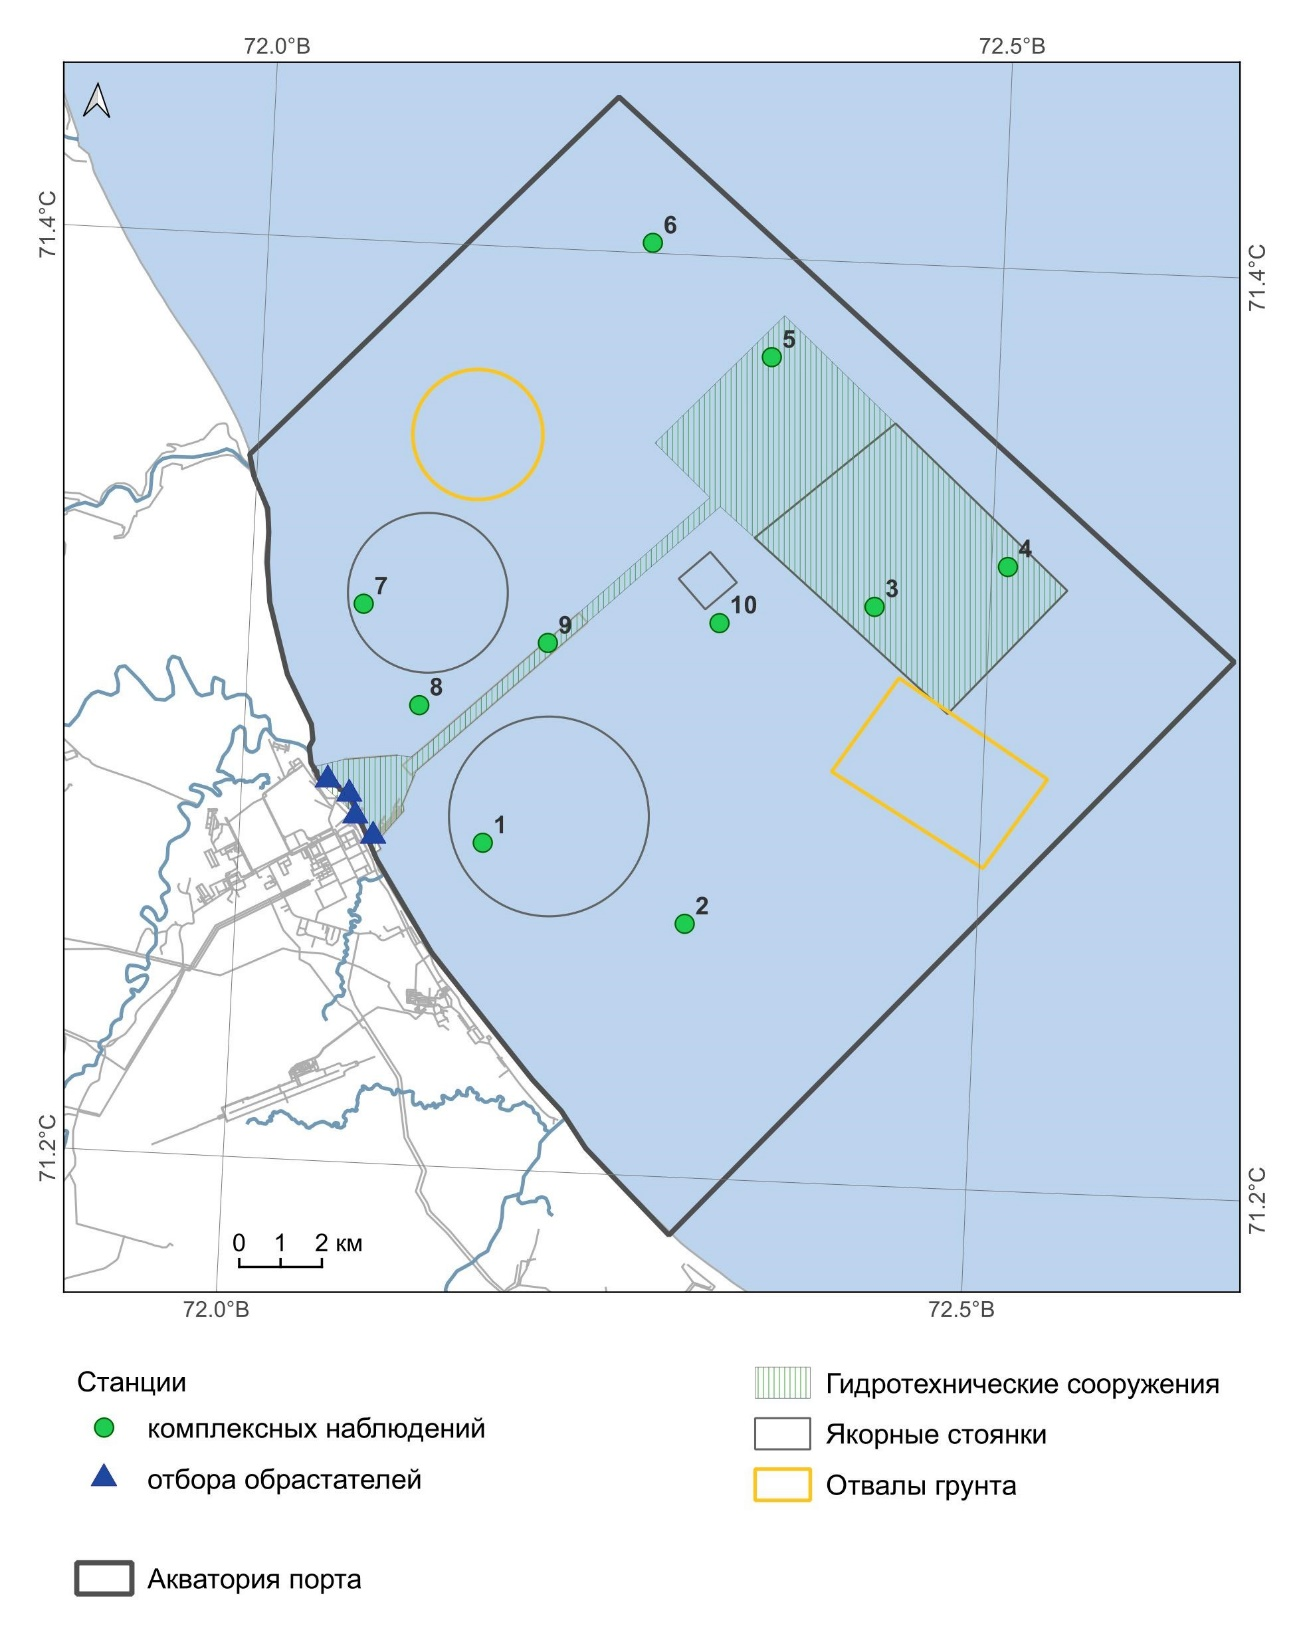 72.0°В
72.5°В
71.4°С
71.4°С
6
5
4
3
7
10
9
8
1
2
71.2°С
71.2°С
0 1 2 км
72.0°В
72.5°В
Станции
комплексных наблюдений
отбора обрастателей
Акватория порта
Гидротехнические сооружения
Якорные стоянки
Отвалы грунта